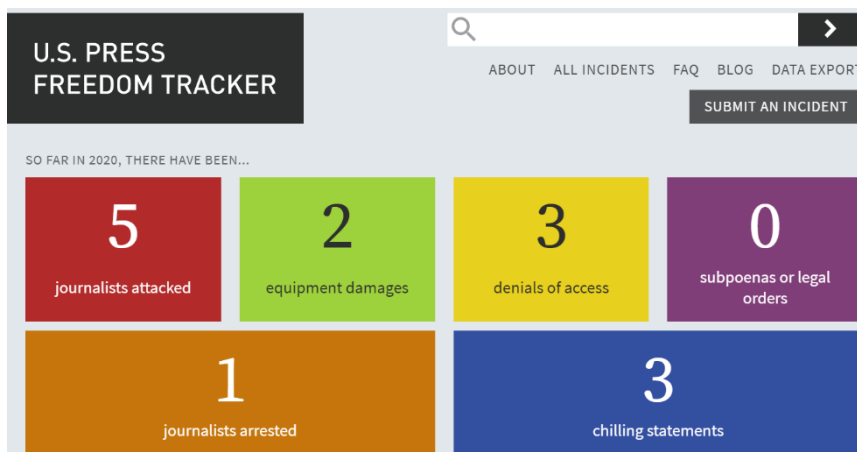 U.S. PRESS
FREEDOM TRACKER
ABOUT ALL INCIDENTS FAQ BLOG DATA EXPORT
SUBMIT AN INCIDENT
SO FAR IN 2020, THERE HAVE BEEN...
5
journalists attacked
2
equipment damages
3
denials of access
0
subpoenas or legal
orders
1
journalists arrested
3
chilling statements